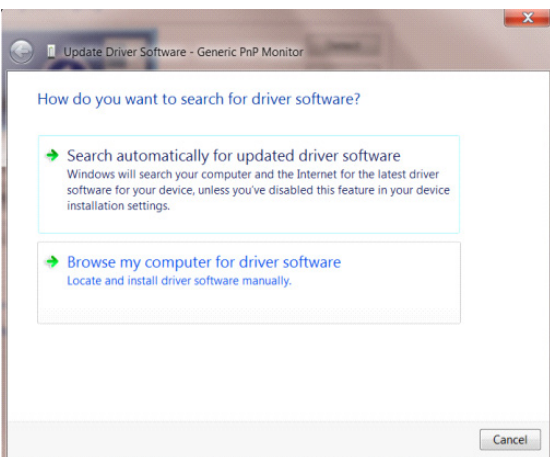 Update Driver Software - Generic PnP Monitor
How do you want to search for driver software?
Search automatically for updated driver software
Windows will search your computer and the Internet for the latest driver
software for your device, unless you've disabled this feature in your device
installation settings.
Browse my computer for driver software
Locate and install driver software manually.
Cancel